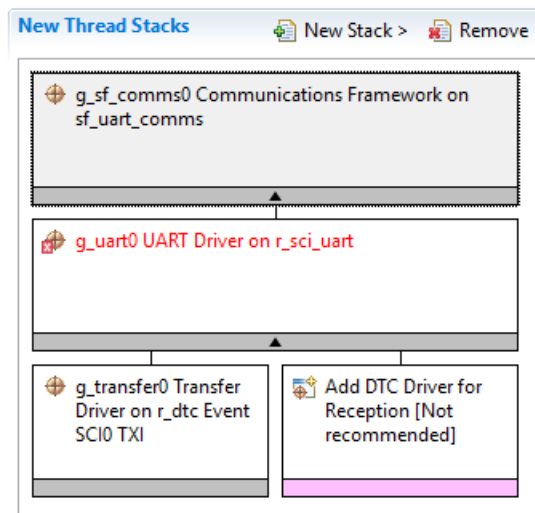 New Thread Stacks
New Stack >
Remove
g_sf_comms0 Communications Framework on
sf_uart_comms
g_uart0 UART Driver on r_sci_uart
g_transfer0 Transfer
Driver on r_dtc Event
SCI0 TXI
Add DTC Driver for
Reception [Not
recommended]